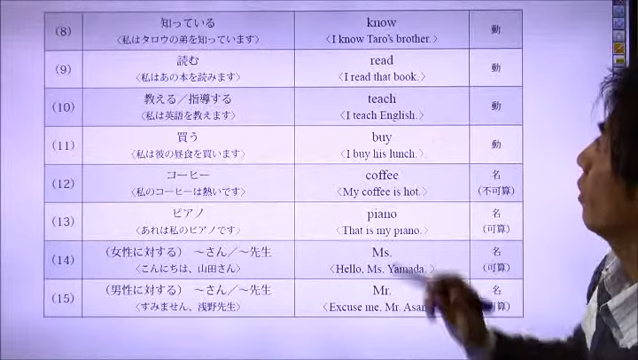 (8) 知っている know 動
〈私はタロウの弟を知っています〉 〈I know Taro's brother.〉
(9) 読む read 動
〈私はあの本を読みます〉 〈I read that book.〉
(10) 教える／指導する teach 動
〈私は英語を教えます〉 〈I teach English.〉
(11) 買う buy 動
〈私は彼の昼食を買います〉 〈I buy his lunch.〉
(12) コーヒー coffee 名
〈私のコーヒーは熱いです〉 〈My coffee is hot.〉 (不可算)
(13) ピアノ piano 名
〈あれは私のピアノです〉 〈That is my piano.〉 (可算)
(14) （女性に対する） ～さん／～先生 Ms. 名
〈こんにちは、山田さん〉 〈Hello, Ms. Yamada.〉 (可算)
(15) （男性に対する） ～さん／～先生 Mr. 名
〈すみません、浅野先生〉 〈Excuse me, Mr.